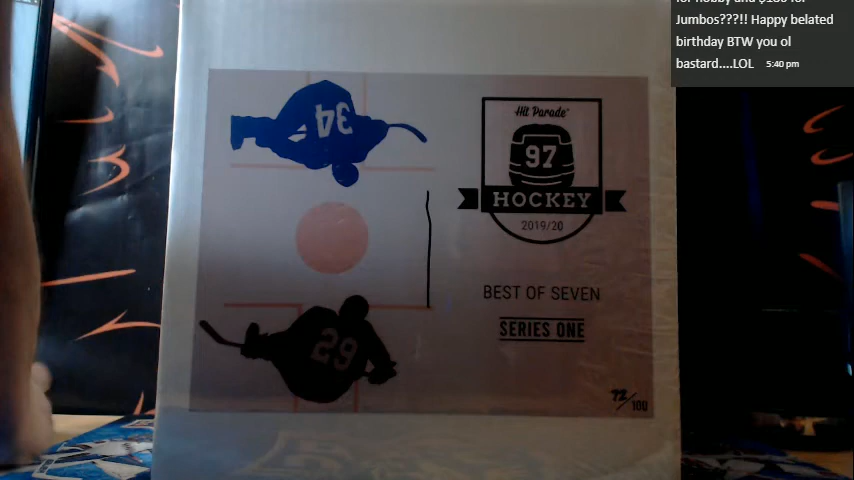 Jumbos???!! Happy belated
birthday BTW you ol
bastard....LOL 5:40 pm
34
Hit Parade
97
HOCKEY
2019/20
BEST OF SEVEN
SERIES ONE
29
72/100